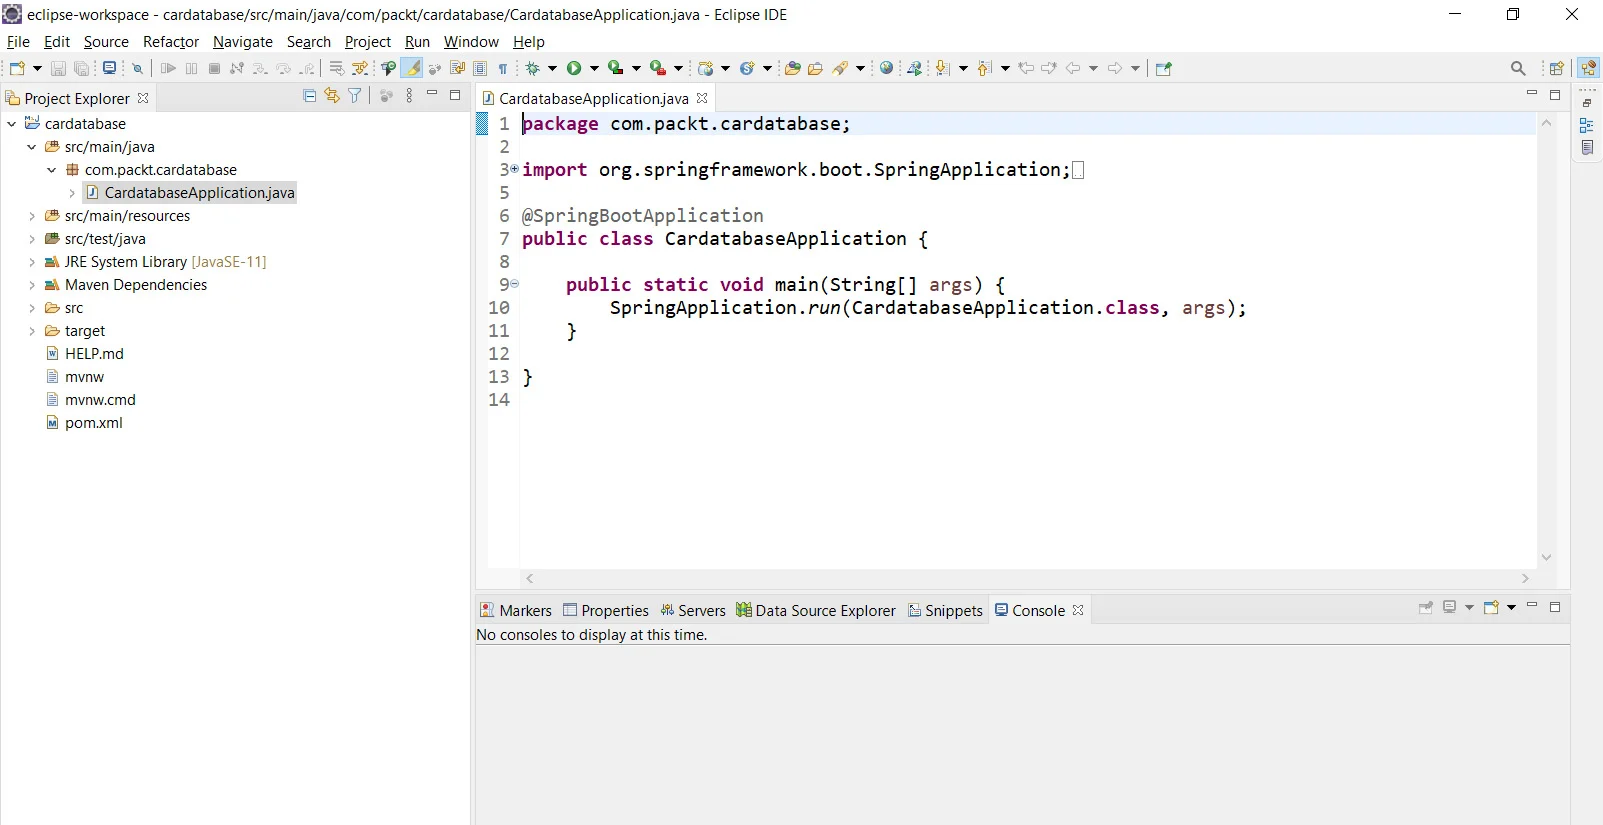 eclipse-workspace - cardatabase/src/main/java/com/packt/cardatabase/CardatabaseApplication.java - Eclipse IDE
File Edit Source Refactor Navigate Search Project Run Window Help
Project Explorer
cardatabase
src/main/java
com.packt.cardatabase
CardatabaseApplication.java
src/main/resources
src/test/java
JRE System Library [JavaSE-11]
Maven Dependencies
src
target
HELP.md
mvnw
mvnw.cmd
pom.xml
CardatabaseApplication.java
1 package com.packt.cardatabase;
2
3 import org.springframework.boot.SpringApplication;
5
6 @SpringBootApplication
7 public class CardatabaseApplication {
8
9 public static void main(String[] args) {
10 SpringApplication.run(CardatabaseApplication.class, args);
11 }
12
13 }
14
Markers Properties Servers Data Source Explorer Snippets Console
No consoles to display at this time.